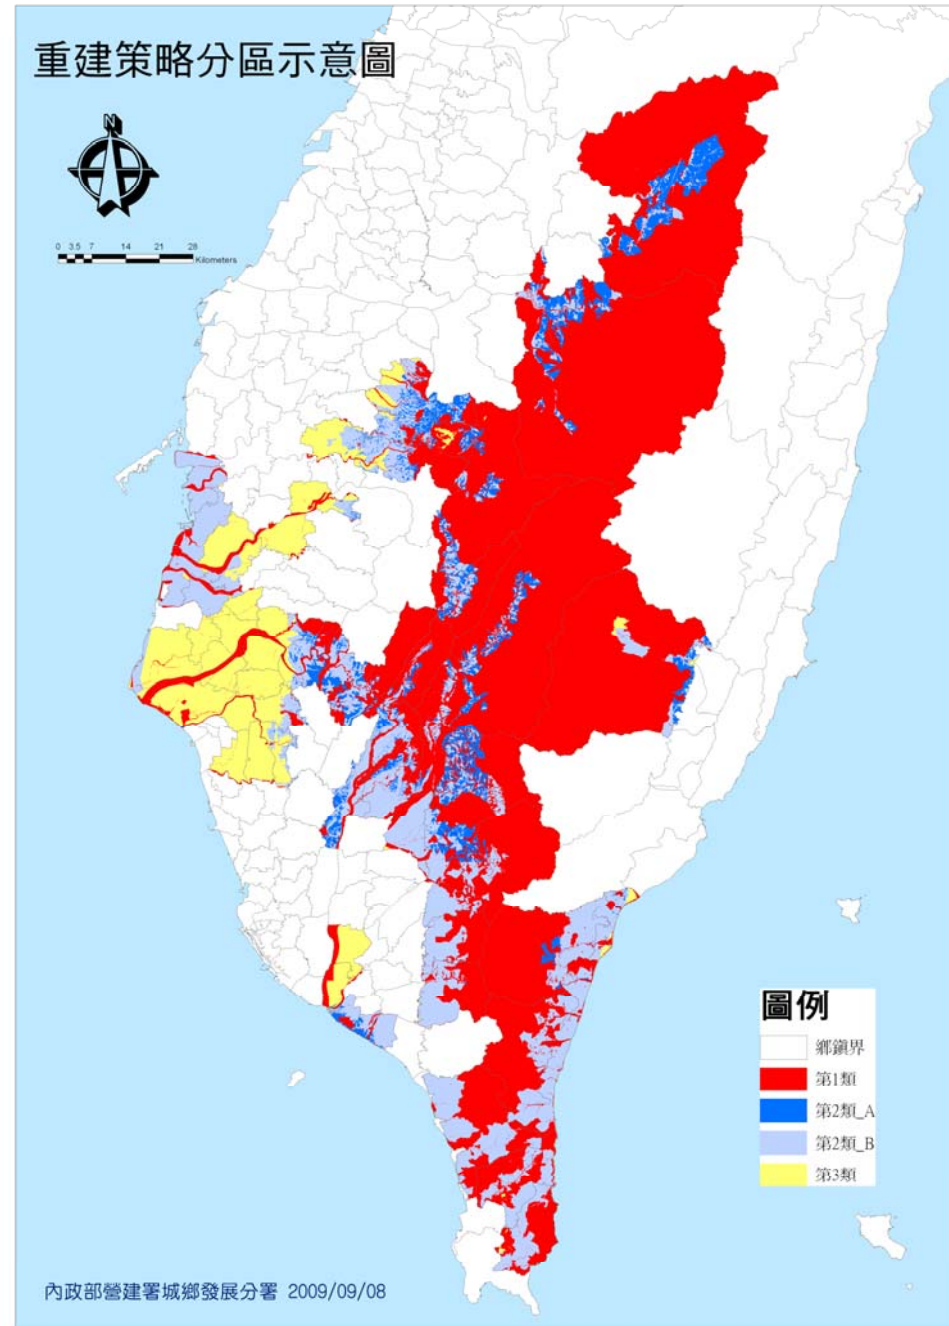 重建策略分區示意圖
N
0 3.5 7 14 21 28
Kilometers
圖例
鄉鎮界
第1類
第2類_A
第2類_B
第3類
內政部營建署城鄉發展分署 2009/09/08